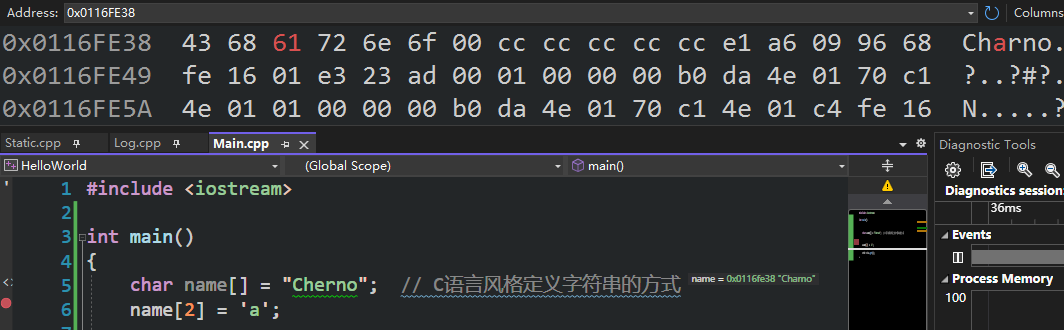 Address: 0x0116FE38 Columns
0x0116FE38 43 68 61 72 6e 6f 00 cc cc cc cc cc e1 a6 09 96 68 Charno.
0x0116FE49 fe 16 01 e3 23 ad 00 01 00 00 00 b0 da 4e 01 70 c1 ?..?#?.
0x0116FE5A 4e 01 01 00 00 00 b0 da 4e 01 70 c1 4e 01 c4 fe 16 N.....?
Static.cpp Log.cpp Main.cpp
Diagnostic Tools
HelloWorld (Global Scope) main()
Diagnostics session
36ms
1 #include <iostream>
2
3 int main()
4 {
5 char name[] = "Cherno"; // C语言风格定义字符串的方式 name = 0x0116fe38 "Charno"
6 name[2] = 'a';
Events
Process Memory
100